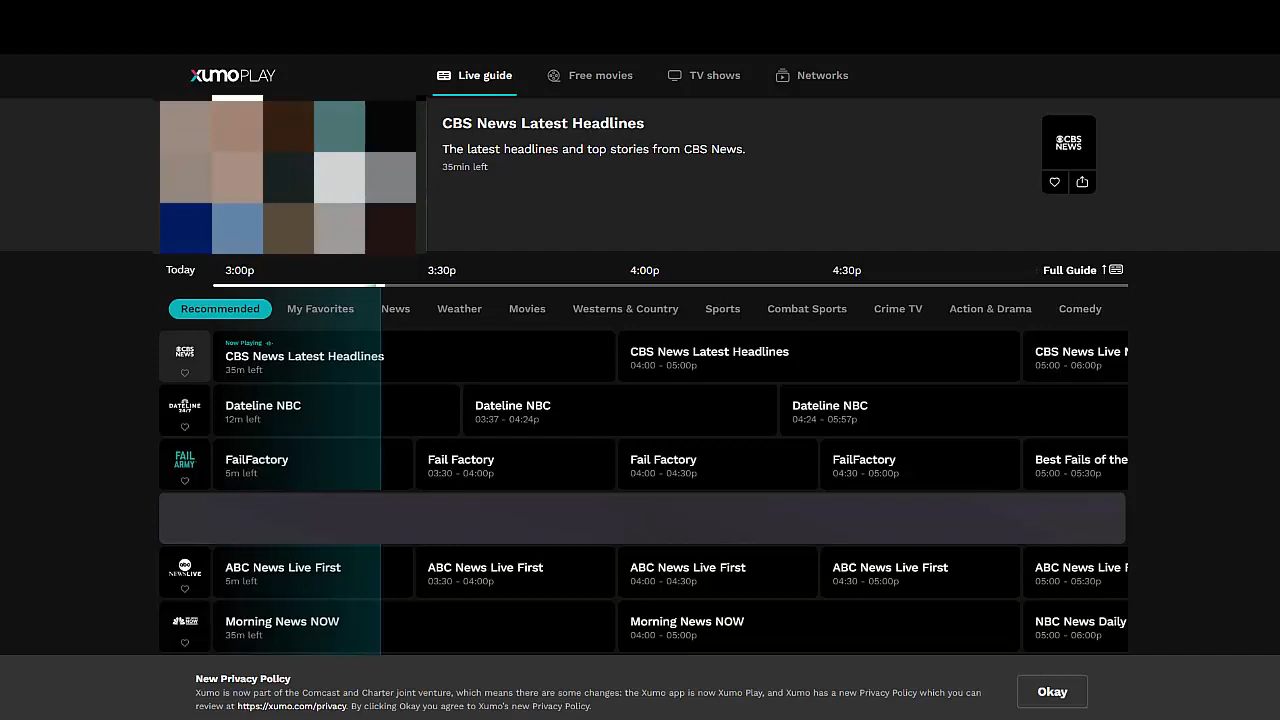 xumo PLAY
Live guide
Free movies
TV shows
Networks
CBS News Latest Headlines
The latest headlines and top stories from CBS News.
35min left
CBS NEWS
Today
3:00p
3:30p
4:00p
4:30p
Full Guide
Recommended
My Favorites
News
Weather
Movies
Westerns & Country
Sports
Combat Sports
Crime TV
Action & Drama
Comedy
CBS NEWS
Now Playing
CBS News Latest Headlines
35m left
CBS News Latest Headlines
04:00 - 05:00p
CBS News Live
05:00 - 06:00p
DATELINE 24/7
Dateline NBC
12m left
Dateline NBC
03:37 - 04:24p
Dateline NBC
04:24 - 05:57p
FAIL ARMY
FailFactory
5m left
Fail Factory
03:30 - 04:00p
Fail Factory
04:00 - 04:30p
FailFactory
04:30 - 05:00p
Best Fails of the
05:00 - 05:30p
abc NEWS LIVE
ABC News Live First
5m left
ABC News Live First
03:30 - 04:00p
ABC News Live First
04:00 - 04:30p
ABC News Live First
04:30 - 05:00p
ABC News Live
05:00 - 05:30p
Morning News NOW
35m left
Morning News NOW
04:00 - 05:00p
NBC News Daily
05:00 - 06:00p
New Privacy Policy
Xumo is now part of the Comcast and Charter joint venture, which means there are some changes: the Xumo app is now Xumo Play, and Xumo has a new Privacy Policy which you can
review at https://xumo.com/privacy. By clicking Okay you agree to Xumo's new Privacy Policy.
Okay